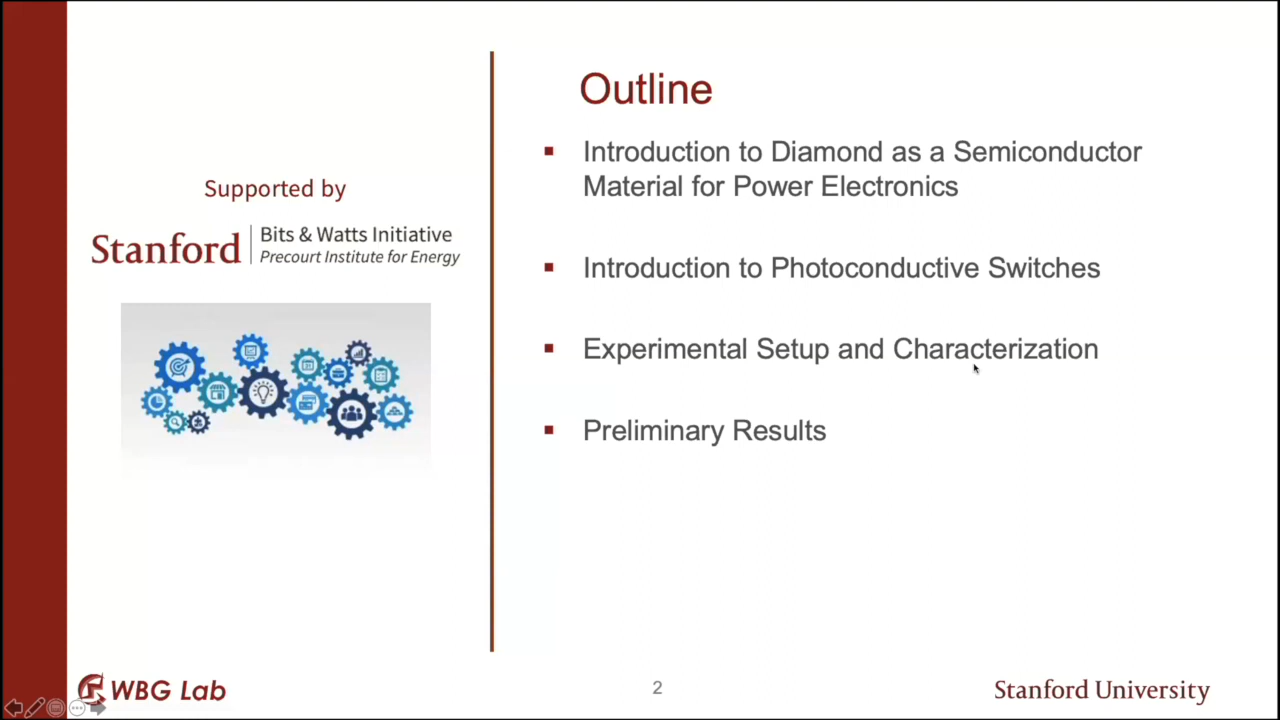 Outline
Introduction to Diamond as a Semiconductor
Material for Power Electronics
Introduction to Photoconductive Switches
Experimental Setup and Characterization
Preliminary Results
Supported by
Stanford
Bits & Watts Initiative
Precourt Institute for Energy
WBG Lab
2
Stanford University